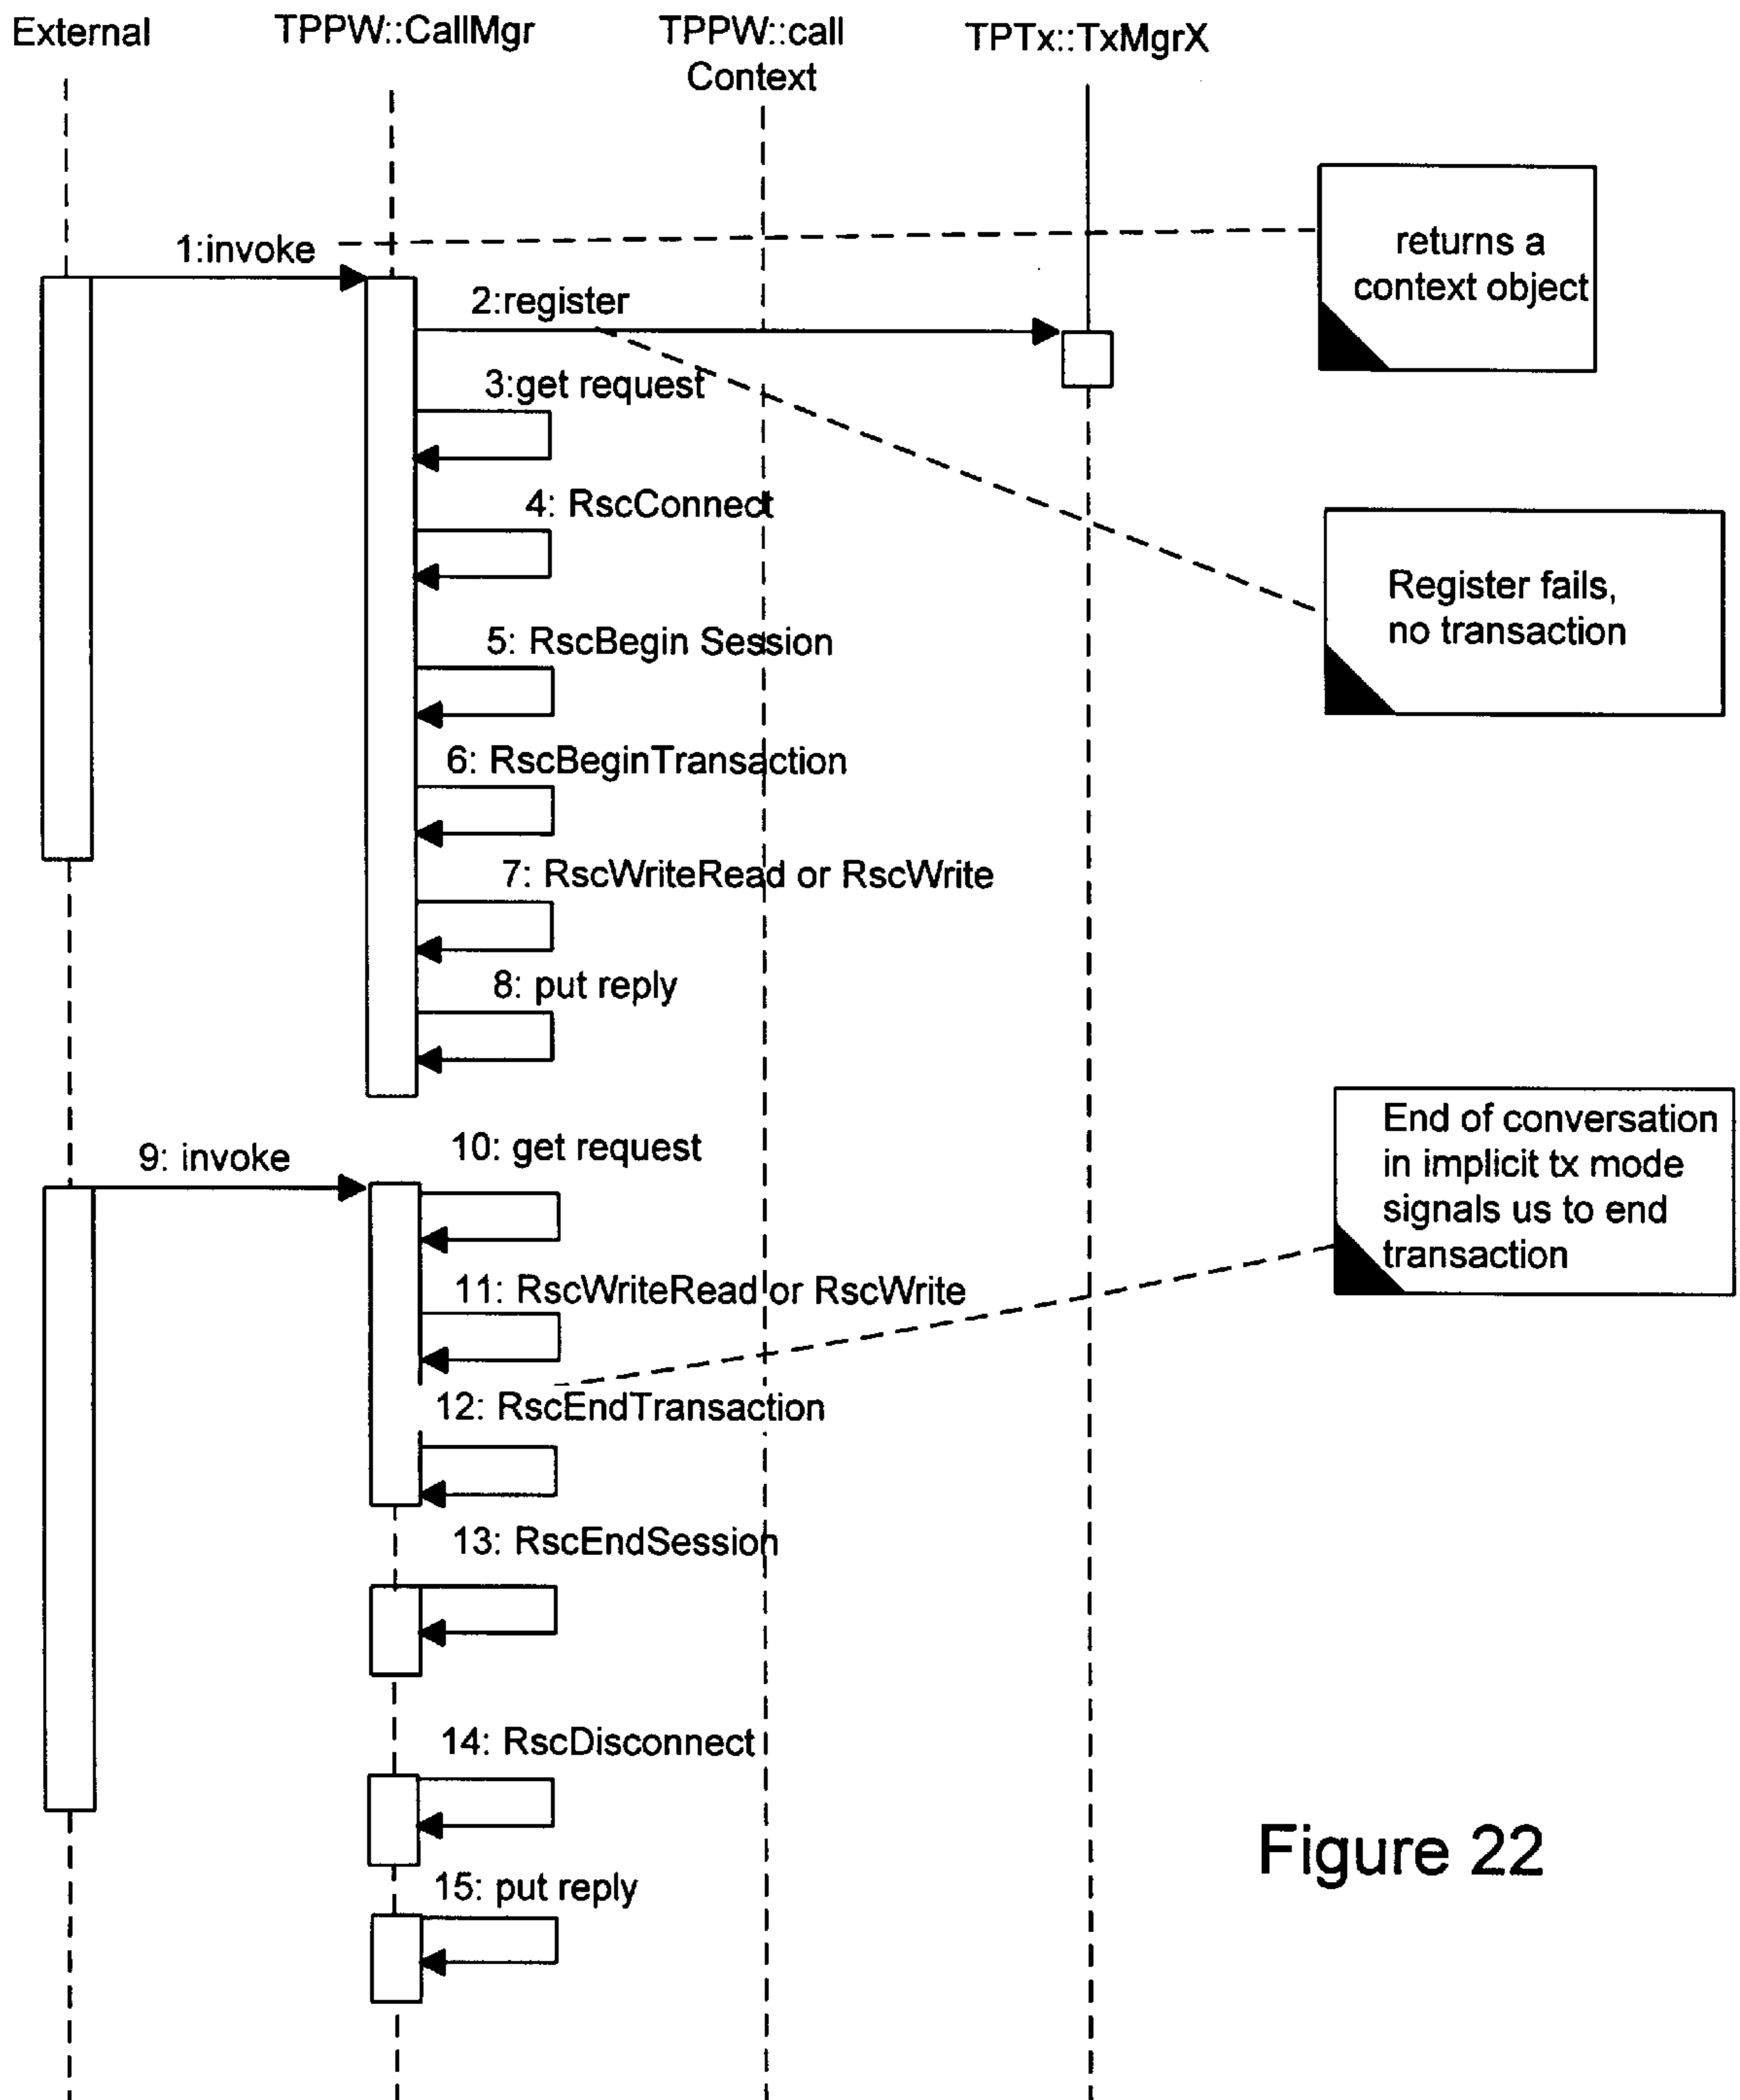 External
TPPW::CallMgr
TPPW::call
Context
TPTx::TxMgrX
1:invoke
returns a
context object
2:register
3:get request
4: RscConnect
Register fails,
no transaction
5: RscBegin Session
6: RscBeginTransaction
7: RscWriteRead or RscWrite
8: put reply
9: invoke
10: get request
End of conversation
in implicit tx mode
signals us to end
transaction
11: RscWriteRead or RscWrite
12: RscEndTransaction
13: RscEndSession
14: RscDisconnect
15: put reply
Figure 22